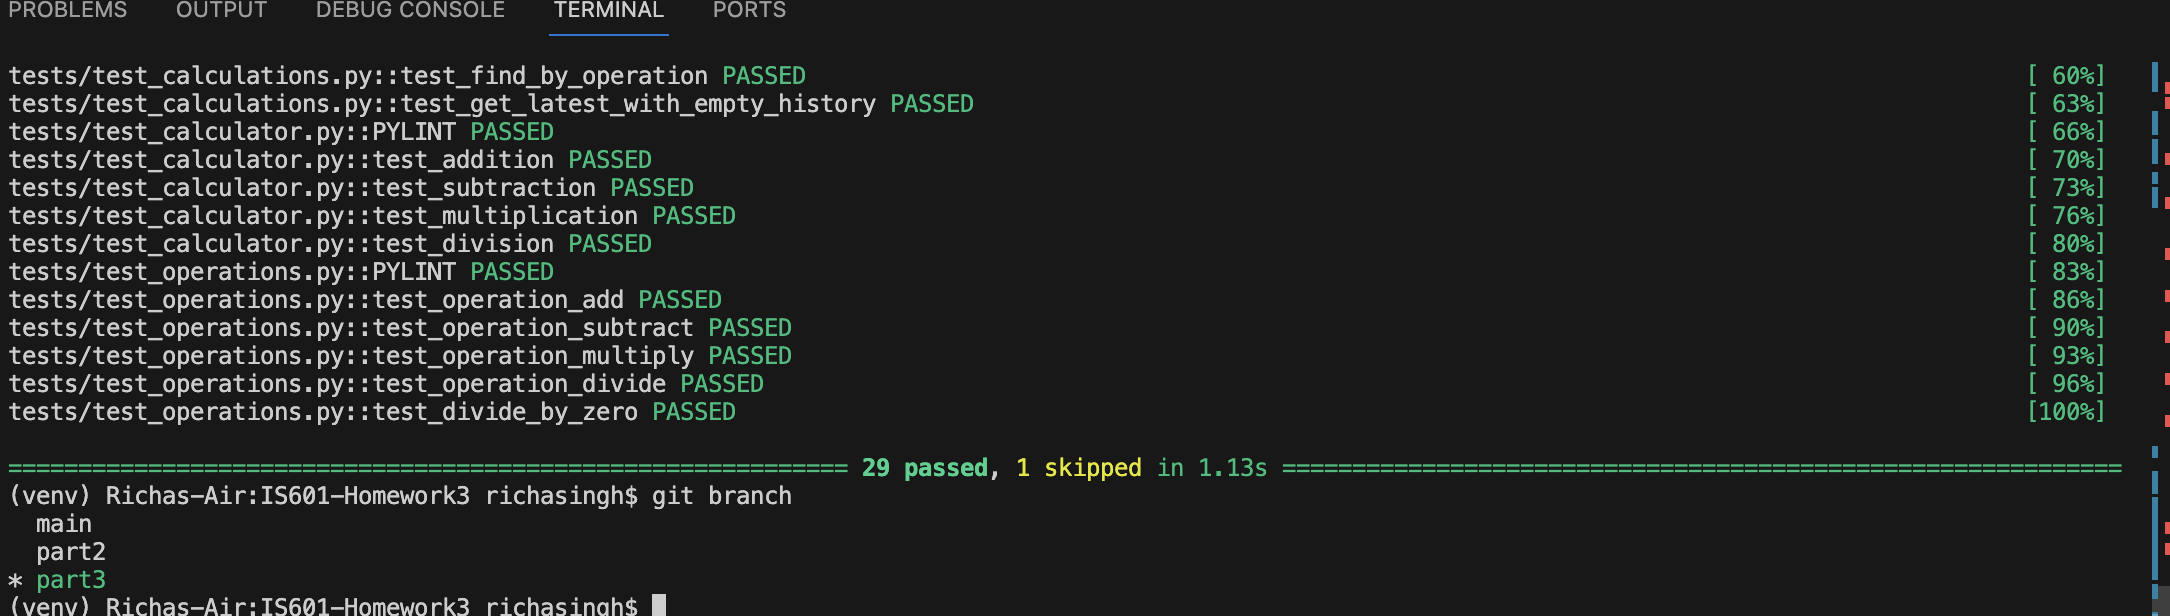 PROBLEMS OUTPUT DEBUG CONSOLE TERMINAL PORTS
tests/test_calculations.py::test_find_by_operation PASSED [ 60%]
tests/test_calculations.py::test_get_latest_with_empty_history PASSED [ 63%]
tests/test_calculator.py::PYLINT PASSED [ 66%]
tests/test_calculator.py::test_addition PASSED [ 70%]
tests/test_calculator.py::test_subtraction PASSED [ 73%]
tests/test_calculator.py::test_multiplication PASSED [ 76%]
tests/test_calculator.py::test_division PASSED [ 80%]
tests/test_operations.py::PYLINT PASSED [ 83%]
tests/test_operations.py::test_operation_add PASSED [ 86%]
tests/test_operations.py::test_operation_subtract PASSED [ 90%]
tests/test_operations.py::test_operation_multiply PASSED [ 93%]
tests/test_operations.py::test_operation_divide PASSED [ 96%]
tests/test_operations.py::test_divide_by_zero PASSED [100%]
============================================================ 29 passed, 1 skipped in 1.13s ============================================================
(venv) Richas-Air:IS601-Homework3 richasingh$ git branch
  main
  part2
* part3
(venv) Richas-Air:IS601-Homework3 richasingh$